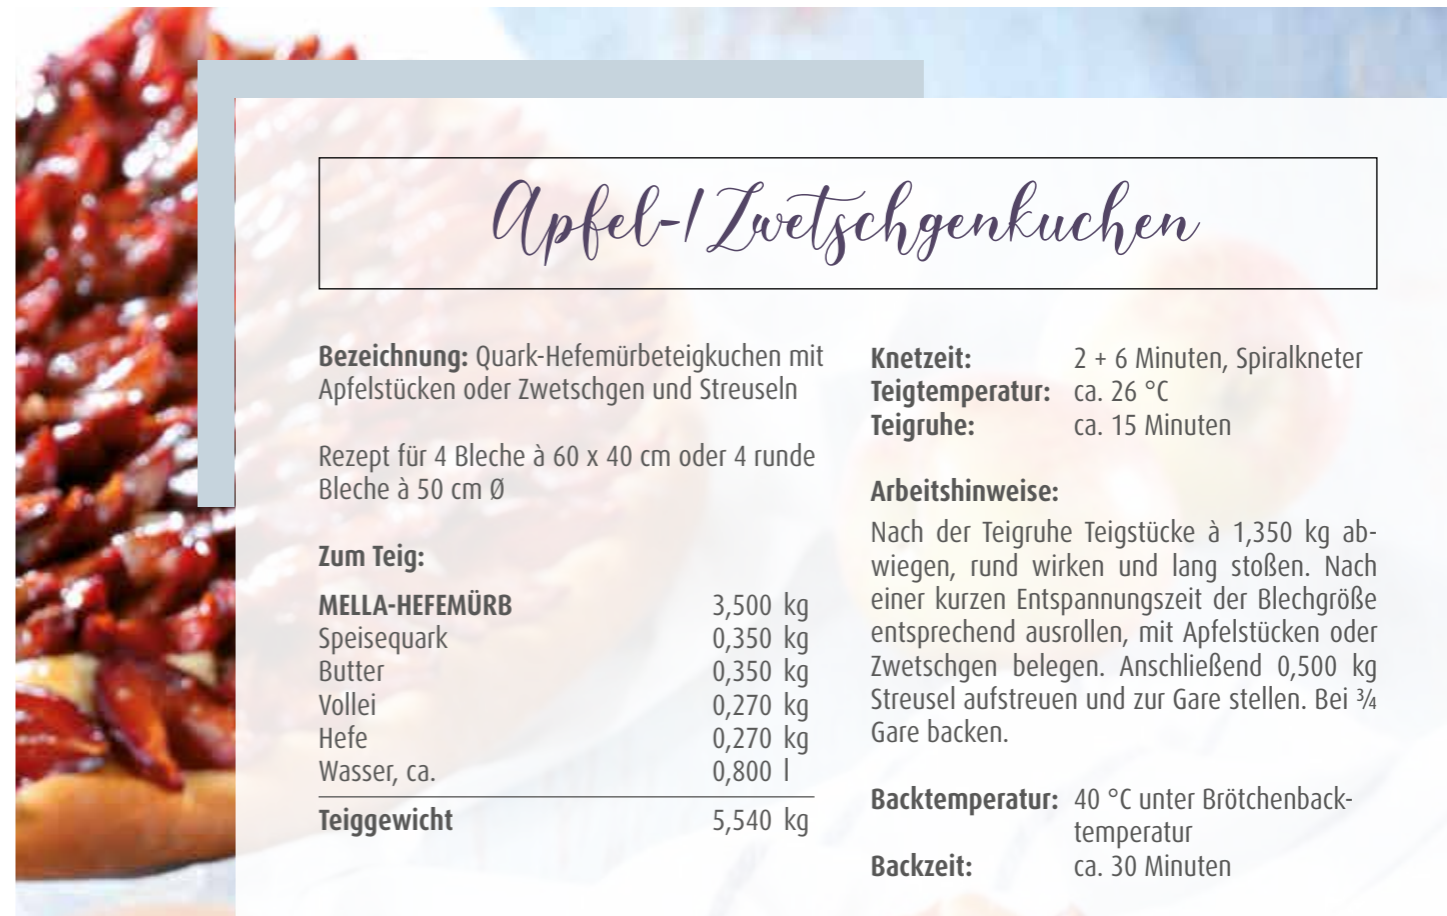 Apfel-/Zwetschgenkuchen
Bezeichnung: Quark-Hefemürbeteigkuchen mit
Apfelstücken oder Zwetschgen und Streuseln
Rezept für 4 Bleche à 60 x 40 cm oder 4 runde
Bleche à 50 cm Ø
Zum Teig:
MELLA-HEFEMÜRB 3,500 kg
Speisequark 0,350 kg
Butter 0,350 kg
Vollei 0,270 kg
Hefe 0,270 kg
Wasser, ca. 0,800 l
Teiggewicht 5,540 kg
Knetzeit: 2 + 6 Minuten, Spiralkneter
Teigtemperatur: ca. 26 °C
Teigruhe: ca. 15 Minuten
Arbeitshinweise:
Nach der Teigruhe Teigstücke à 1,350 kg ab-
wiegen, rund wirken und lang stoßen. Nach
einer kurzen Entspannungszeit der Blechgröße
entsprechend ausrollen, mit Apfelstücken oder
Zwetschgen belegen. Anschließend 0,500 kg
Streusel aufstreuen und zur Gare stellen. Bei ¾
Gare backen.
Backtemperatur: 40 °C unter Brötchenback-
temperatur
Backzeit: ca. 30 Minuten